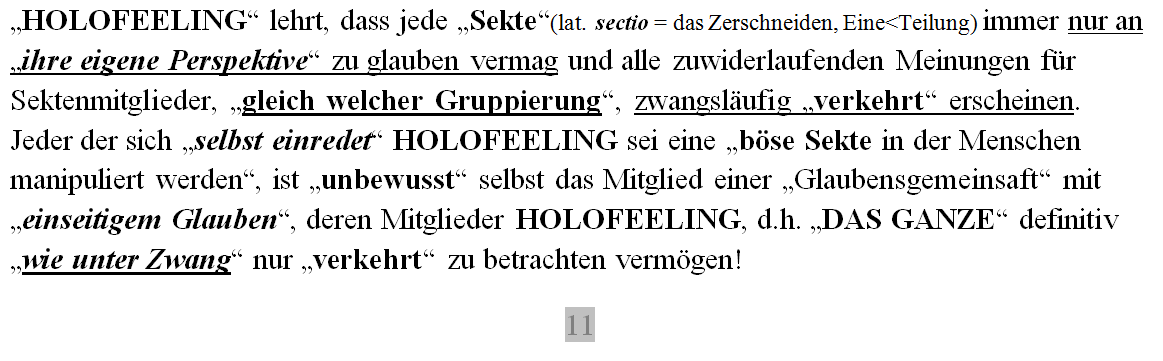 „HOLOFEELING“ lehrt, dass jede „Sekte“(lat. sectio = das Zerschneiden, Eine<Teilung) immer nur an
„ihre eigene Perspektive“ zu glauben vermag und alle zuwiderlaufenden Meinungen für
Sektenmitglieder, „gleich welcher Gruppierung“, zwangsläufig „verkehrt“ erscheinen.
Jeder der sich „selbst einredet“ HOLOFEELING sei eine „böse Sekte in der Menschen
manipuliert werden“, ist „unbewusst“ selbst das Mitglied einer „Glaubensgemeinsaft“ mit
„einseitigem Glauben“, deren Mitglieder HOLOFEELING, d.h. „DAS GANZE“ definitiv
„wie unter Zwang“ nur „verkehrt“ zu betrachten vermögen!
11